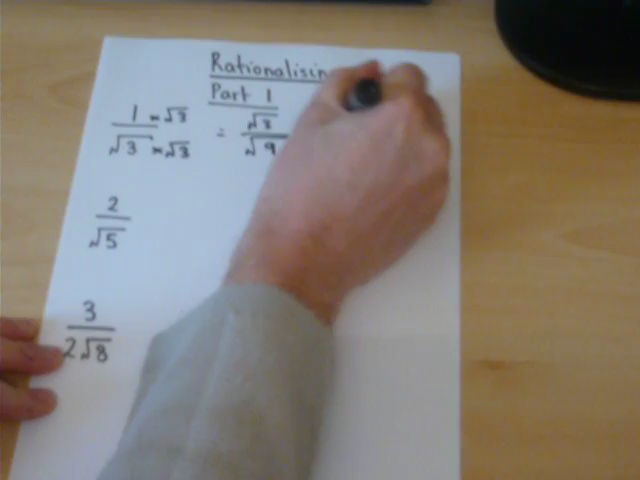 Rationalisin
Part 1
1 × √3
√3 × √3
= √3
√9
2
√5
3
2√8